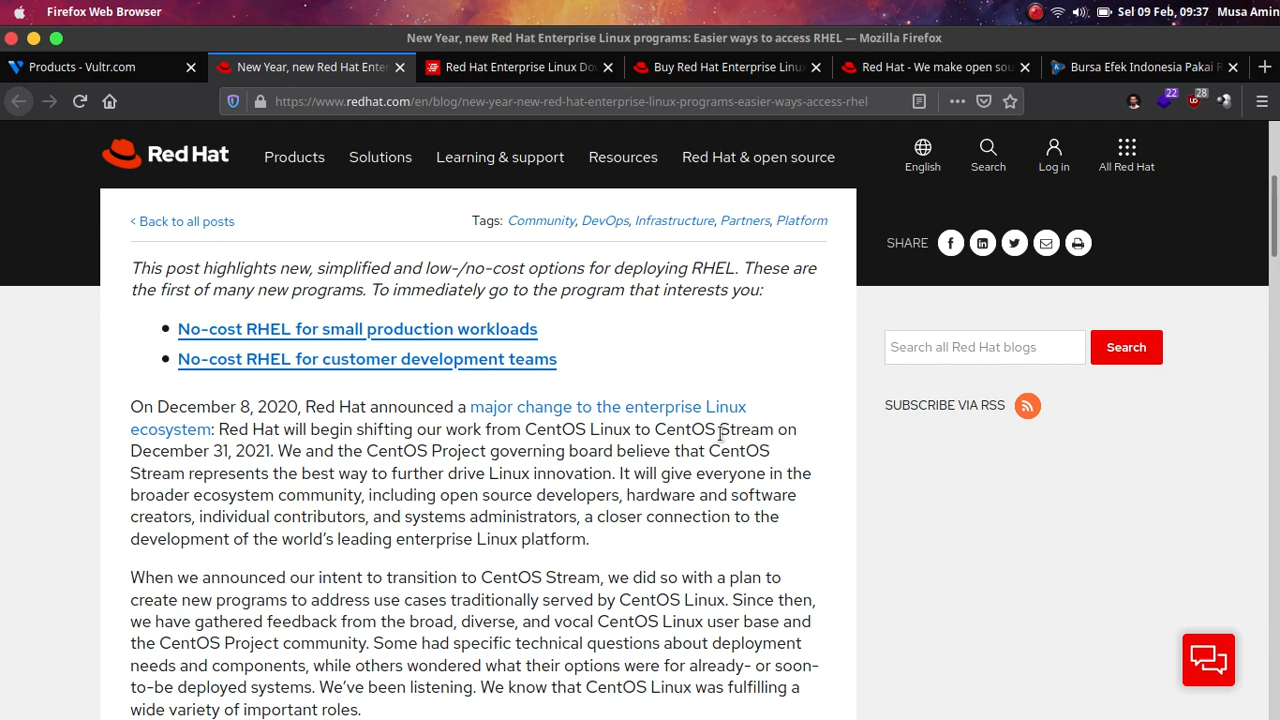 Firefox Web Browser
Sel 09 Feb, 09:37 Musa Amin
New Year, new Red Hat Enterprise Linux programs: Easier ways to access RHEL — Mozilla Firefox
Products - Vultr.com
New Year, new Red Hat Enter
Red Hat Enterprise Linux Do
Buy Red Hat Enterprise Linux
Red Hat - We make open sou
Bursa Efek Indonesia Pakai R
https://www.redhat.com/en/blog/new-year-new-red-hat-enterprise-linux-programs-easier-ways-access-rhel
22
28
Red Hat
Products
Solutions
Learning & support
Resources
Red Hat & open source
English
Search
Log in
All Red Hat
< Back to all posts
Tags: Community, DevOps, Infrastructure, Partners, Platform
SHARE
This post highlights new, simplified and low-/no-cost options for deploying RHEL. These are
the first of many new programs. To immediately go to the program that interests you:
• No-cost RHEL for small production workloads
• No-cost RHEL for customer development teams
Search all Red Hat blogs
Search
SUBSCRIBE VIA RSS
On December 8, 2020, Red Hat announced a major change to the enterprise Linux
ecosystem: Red Hat will begin shifting our work from CentOS Linux to CentOS Stream on
December 31, 2021. We and the CentOS Project governing board believe that CentOS
Stream represents the best way to further drive Linux innovation. It will give everyone in the
broader ecosystem community, including open source developers, hardware and software
creators, individual contributors, and systems administrators, a closer connection to the
development of the world's leading enterprise Linux platform.
When we announced our intent to transition to CentOS Stream, we did so with a plan to
create new programs to address use cases traditionally served by CentOS Linux. Since then,
we have gathered feedback from the broad, diverse, and vocal CentOS Linux user base and
the CentOS Project community. Some had specific technical questions about deployment
needs and components, while others wondered what their options were for already- or soon-
to-be deployed systems. We've been listening. We know that CentOS Linux was fulfilling a
wide variety of important roles.